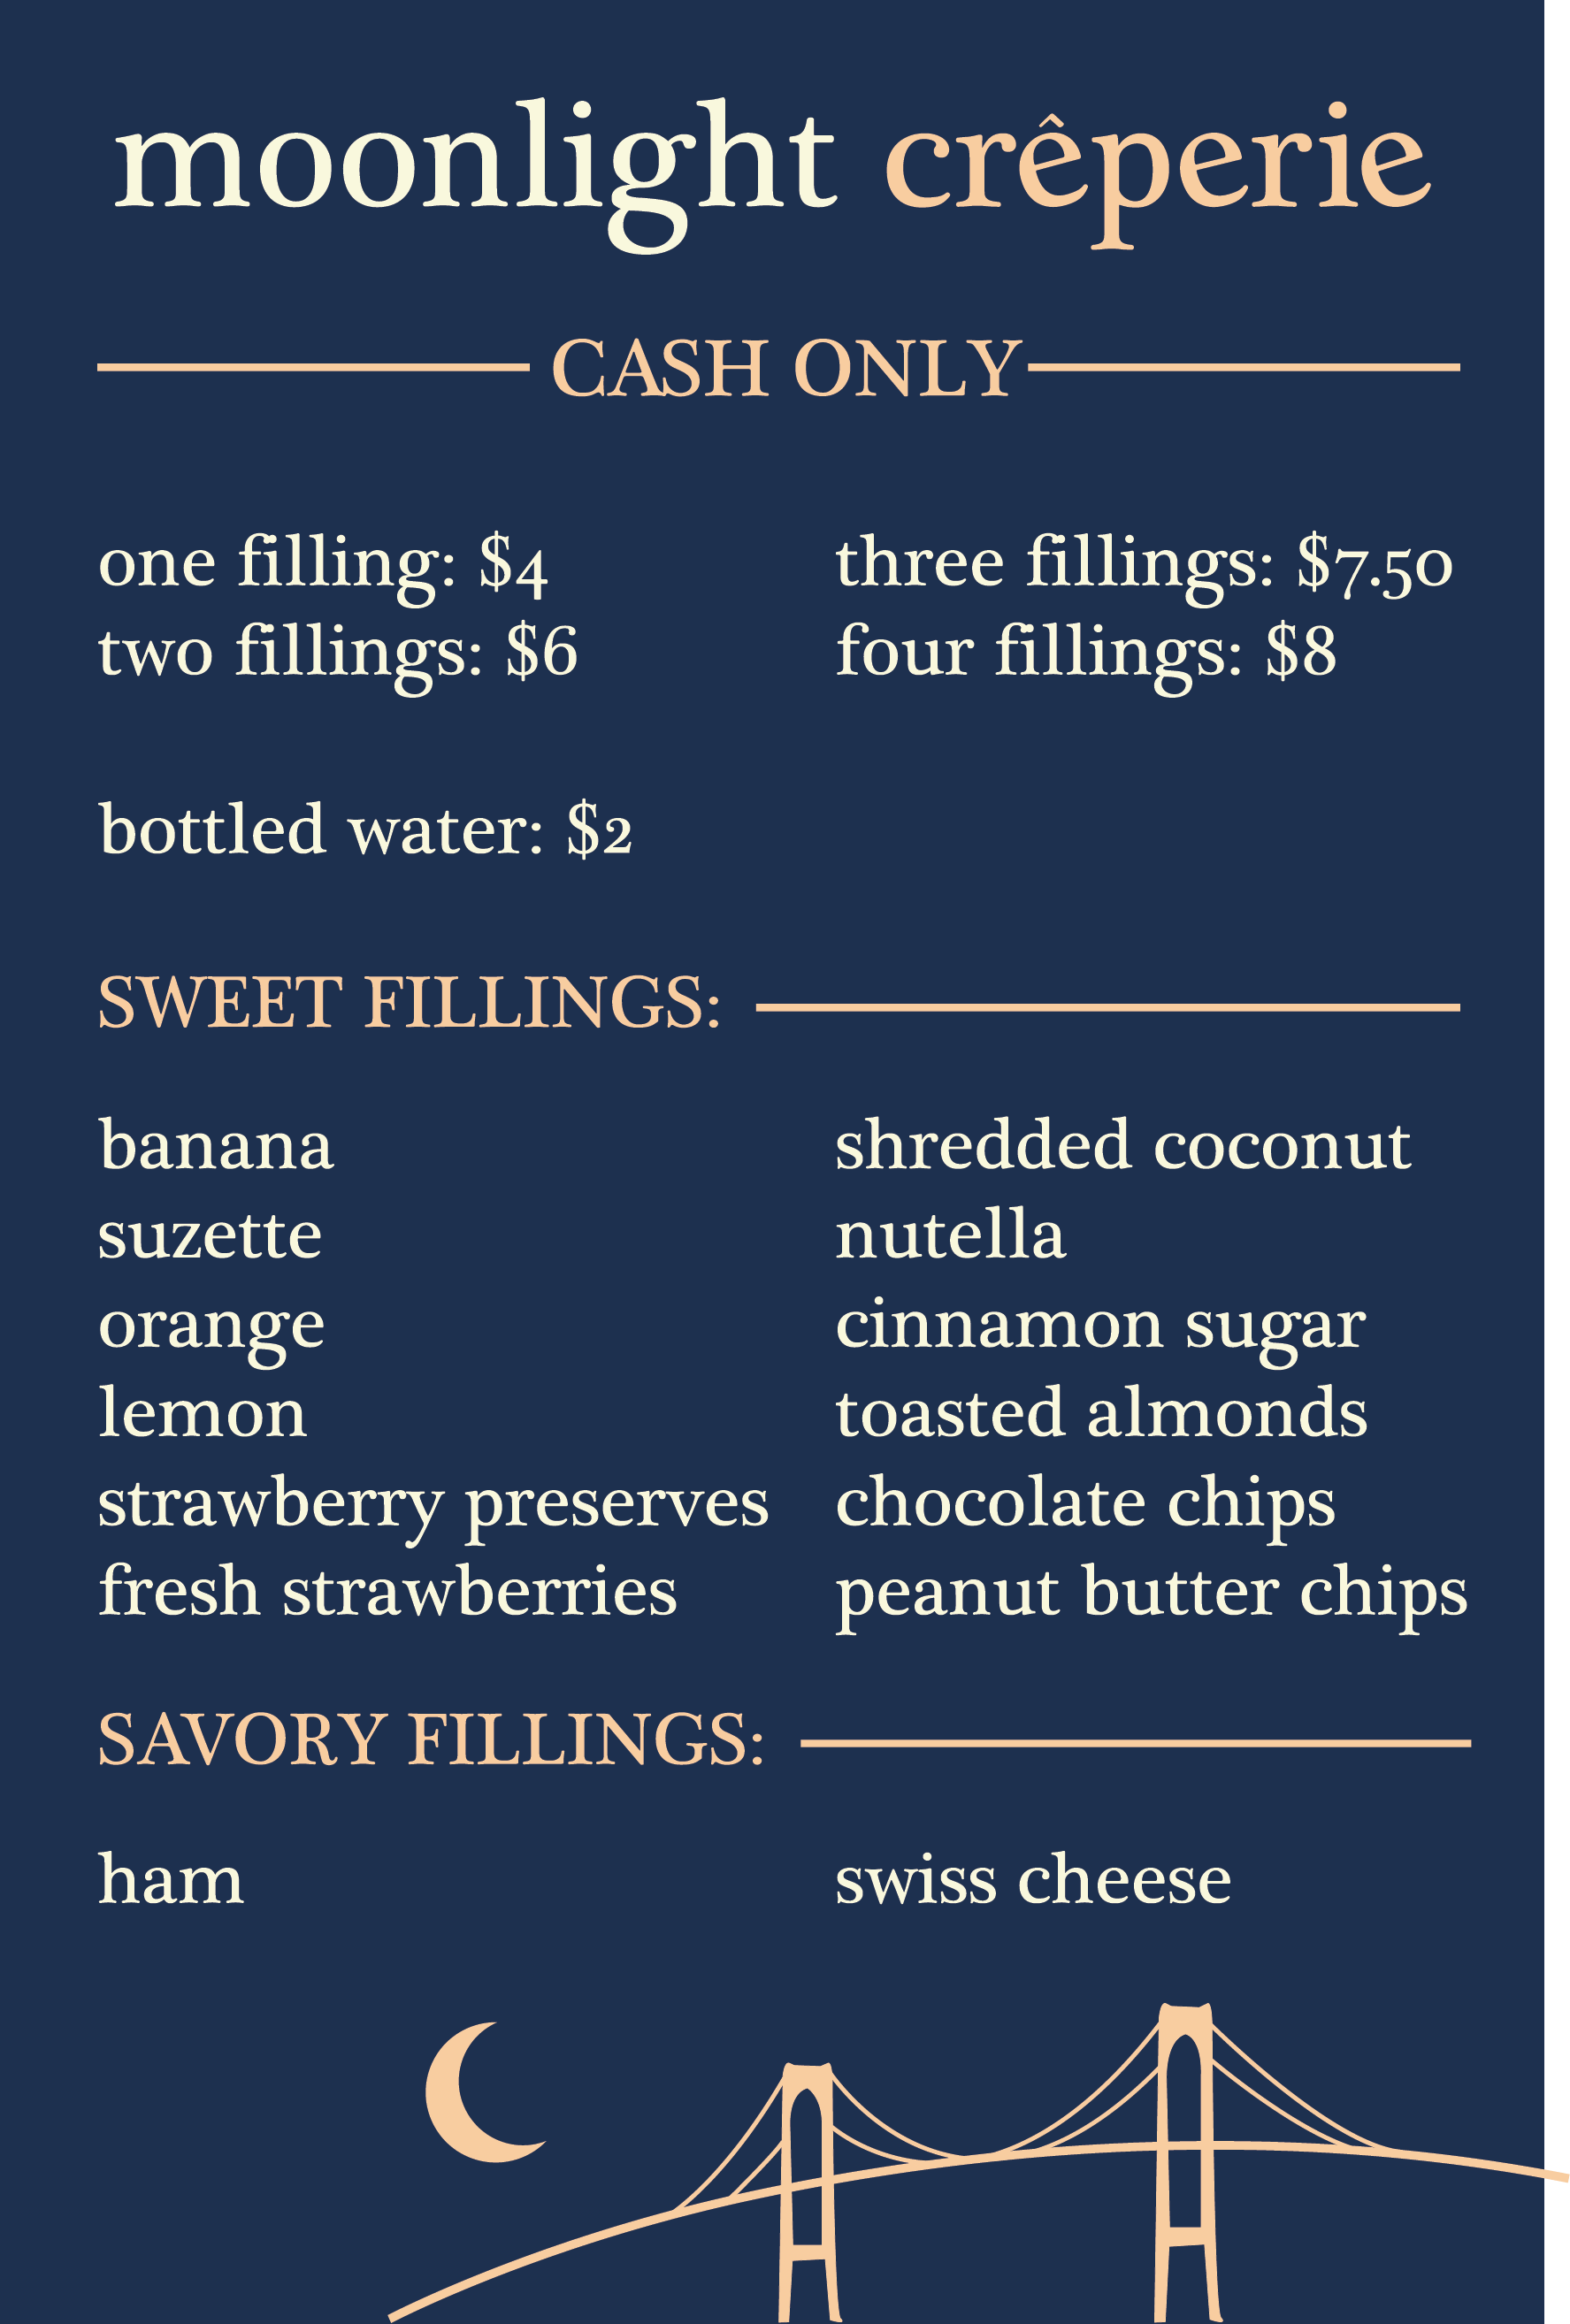 moonlight crêperie
CASH ONLY
one filling: $4
two fillings: $6
three fillings: $7.50
four fillings: $8
bottled water: $2
SWEET FILLINGS:
banana
suzette
orange
lemon
strawberry preserves
fresh strawberries
shredded coconut
nutella
cinnamon sugar
toasted almonds
chocolate chips
peanut butter chips
SAVORY FILLINGS:
ham
swiss cheese